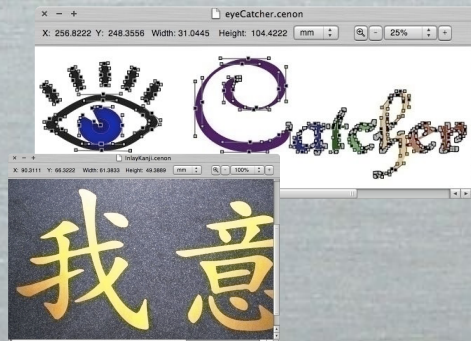 eyeCatcher.cenon
X: 256.8222 Y: 248.3556 Width: 31.0445 Height: 104.4222 mm 25%
Catcher
InlayKanji.cenon
X: 90.3111 Y: 66.3222 Width: 61.3833 Height: 49.3889 mm 100%
我意